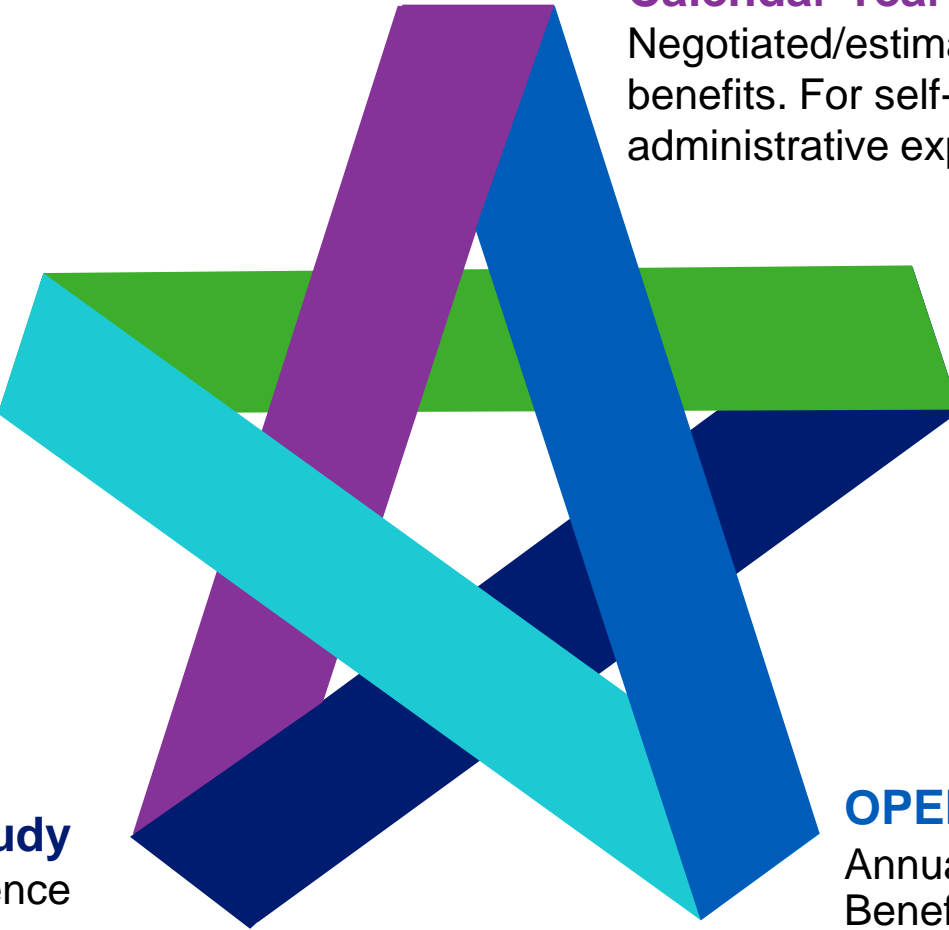 Negotiated/estima
benefits. For self-
administrative exp
udy
ence
OPE
Annua
Benef